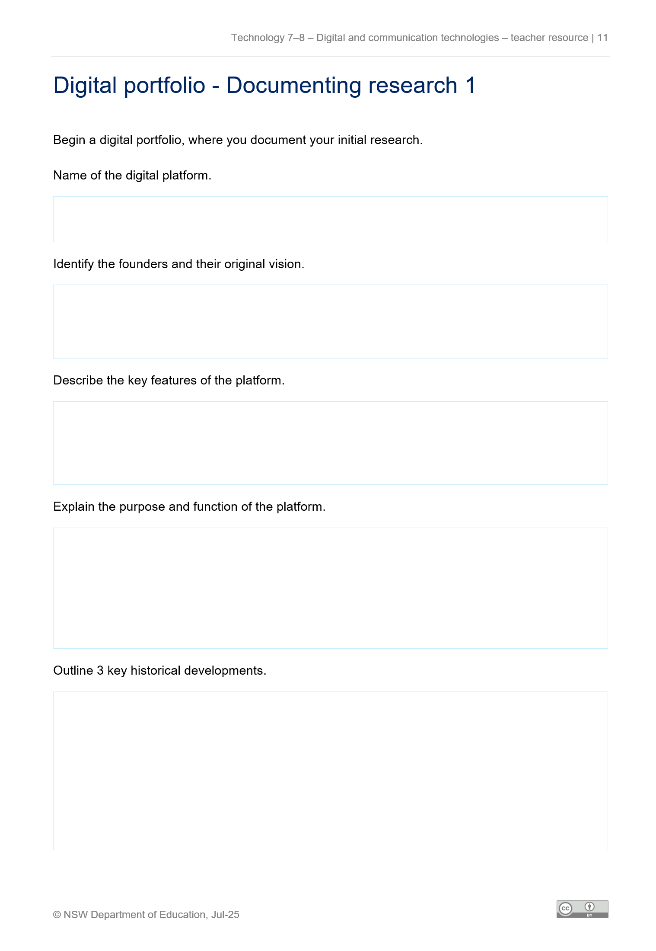 Technology 7–8 – Digital and communication technologies – teacher resource | 11
Digital portfolio - Documenting research 1
Begin a digital portfolio, where you document your initial research.
Name of the digital platform.
Identify the founders and their original vision.
Describe the key features of the platform.
Explain the purpose and function of the platform.
Outline 3 key historical developments.
© NSW Department of Education, Jul-25
cc
BY